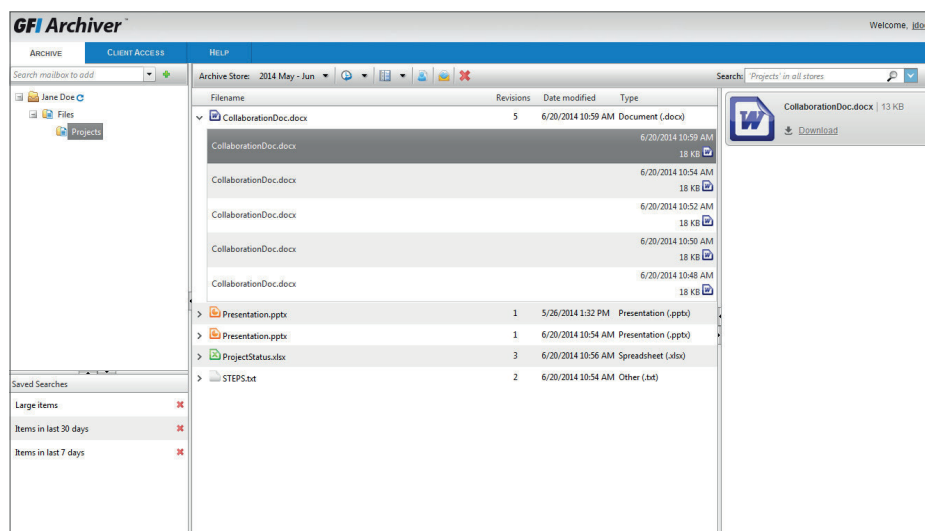 GFI Archiver™
Welcome, jdo
ARCHIVE CLIENT ACCESS HELP
Search mailbox to add
Archive Store: 2014 May - Jun
Search: 'Projects' in all stores
Jane Doe
Files
Projects
Filename Revisions Date modified Type
CollaborationDoc.docx 5 6/20/2014 10:59 AM Document (.docx)
CollaborationDoc.docx 6/20/2014 10:59 AM
18 KB
CollaborationDoc.docx 6/20/2014 10:54 AM
18 KB
CollaborationDoc.docx 6/20/2014 10:52 AM
18 KB
CollaborationDoc.docx 6/20/2014 10:50 AM
18 KB
CollaborationDoc.docx 6/20/2014 10:48 AM
18 KB
Presentation.pptx 1 5/26/2014 1:32 PM Presentation (.pptx)
Presentation.pptx 1 6/20/2014 10:54 AM Presentation (.pptx)
ProjectStatus.xlsx 3 6/20/2014 10:56 AM Spreadsheet (.xlsx)
STEPS.txt 2 6/20/2014 10:54 AM Other (.txt)
CollaborationDoc.docx | 13 KB
Download
Saved Searches
Large items
Items in last 30 days
Items in last 7 days